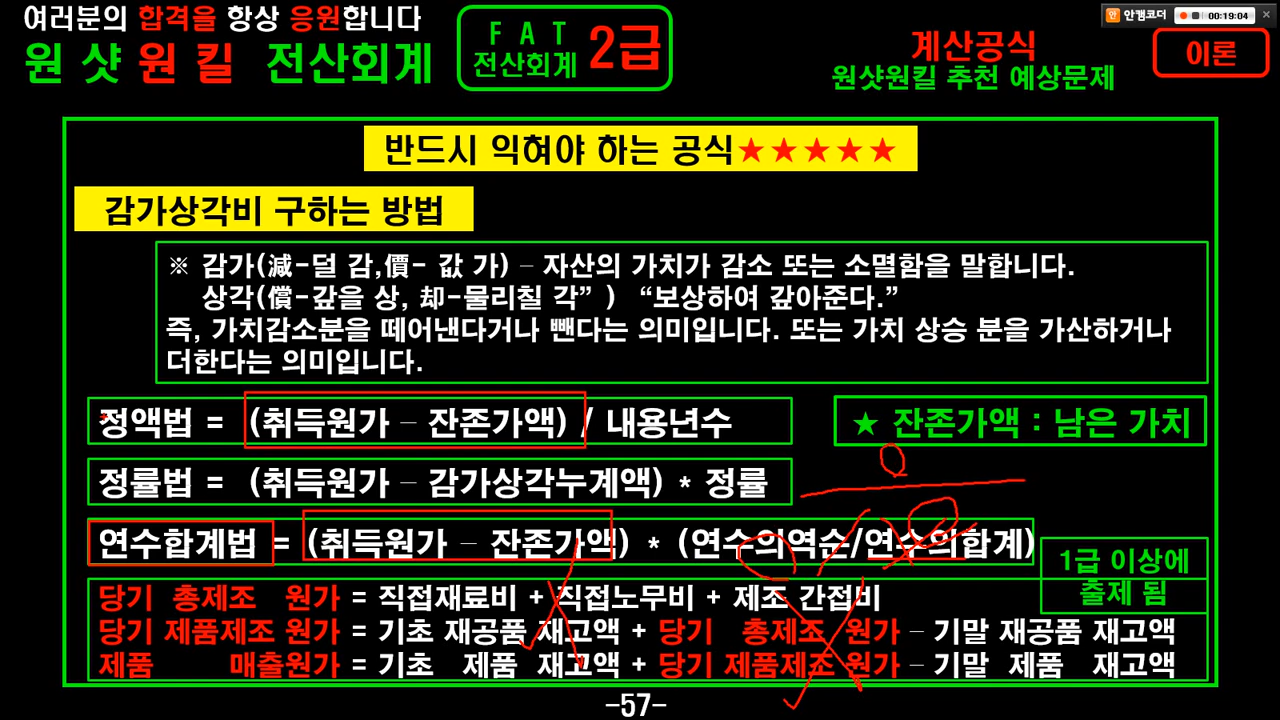 여러분의 합격을 항상 응원합니다
원 샷 원 킬 전산회계
F A T
전산회계 2급
계산공식
원샷원킬 추천 예상문제
이론
안캠코더 00:19:04
반드시 익혀야 하는 공식★★★★★
감가상각비 구하는 방법
※ 감가(減-덜 감,價- 값 가) - 자산의 가치가 감소 또는 소멸함을 말합니다.
상각(償-갚을 상, 却-물리칠 각” ) “보상하여 갚아준다.”
즉, 가치감소분을 떼어낸다거나 뺀다는 의미입니다. 또는 가치 상승 분을 가산하거나
더한다는 의미입니다.
정액법 = (취득원가 - 잔존가액) / 내용년수
★ 잔존가액 : 남은 가치
정률법 = (취득원가 - 감가상각누계액) * 정률
연수합계법 = (취득원가 - 잔존가액) * (연수의역순/연수의합계)
1급 이상에
출제 됨
당기 총제조 원가 = 직접재료비 + 직접노무비 + 제조 간접비
당기 제품제조 원가 = 기초 재공품 재고액 + 당기 총제조 원가 - 기말 재공품 재고액
제품 매출원가 = 기초 제품 재고액 + 당기 제품제조 원가 - 기말 제품 재고액
-57-